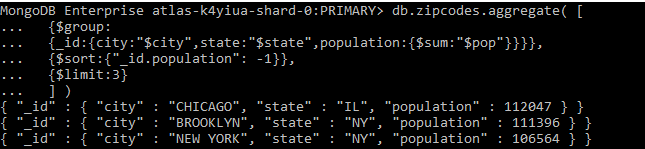 MongoDB Enterprise atlas-k4yiua-shard-0:PRIMARY> db.zipcodes.aggregate( [
...    {$group:
...    {_id:{city:"$city",state:"$state",population:{$sum:"$pop"}}}},
...    {$sort:{"_id.population": -1}},
...    {$limit:3}
...    ] )
{ "_id" : { "city" : "CHICAGO", "state" : "IL", "population" : 112047 } }
{ "_id" : { "city" : "BROOKLYN", "state" : "NY", "population" : 111396 } }
{ "_id" : { "city" : "NEW YORK", "state" : "NY", "population" : 106564 } }